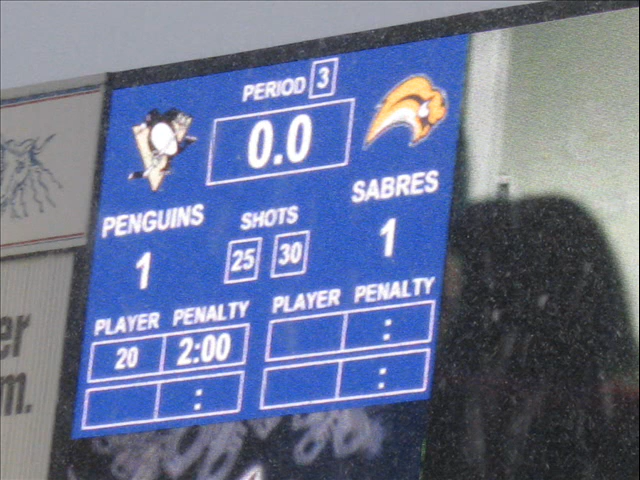 PERIOD 3
0.0
PENGUINS
SHOTS
SABRES
1
25 30
1
PLAYER PENALTY
PLAYER PENALTY
20 2:00
:
:
:
er
m.